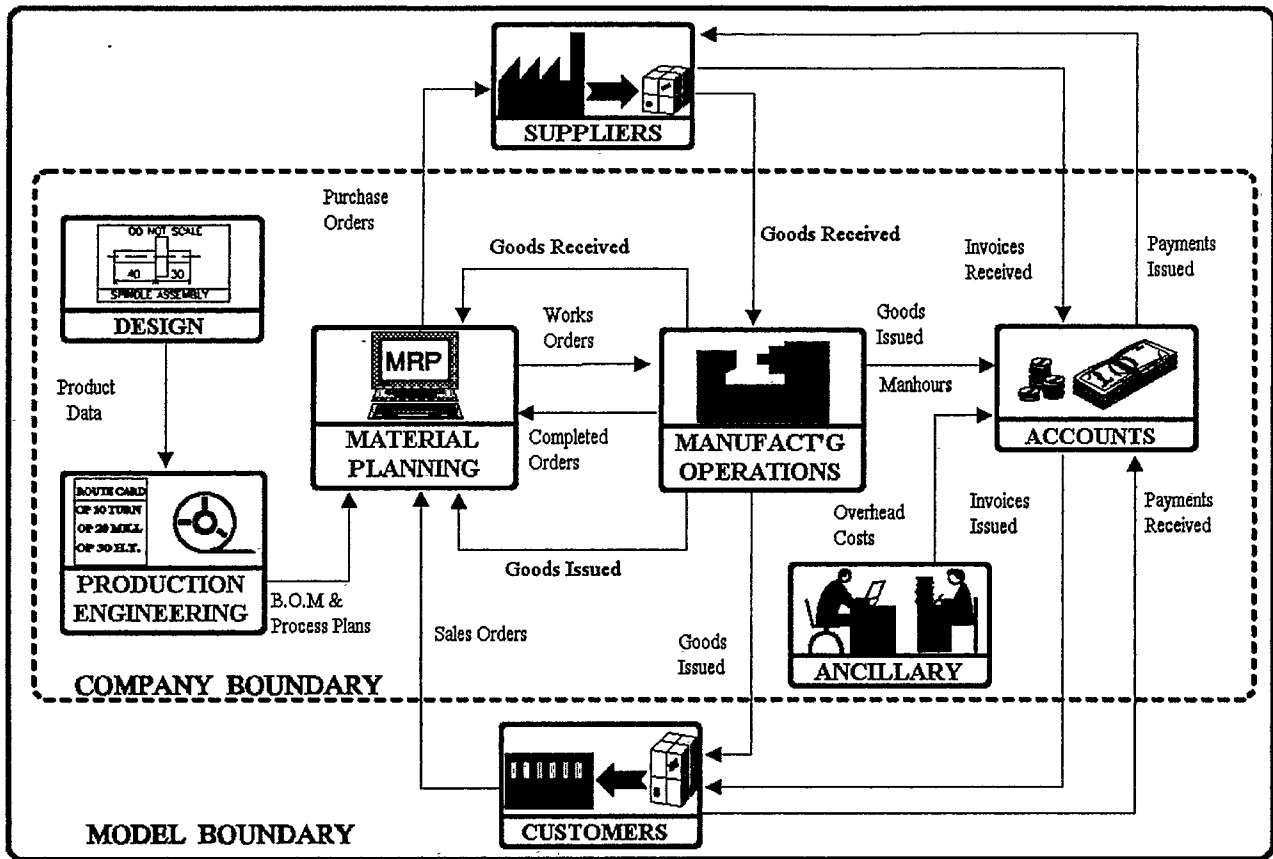 SUPPLIERS
Purchase
Orders
Goods Received
Goods Received
Invoices
Received
Payments
Issued
DO NOT SCALE
40
30
SPINDLE ASSEMBLY
DESIGN
Product
Data
MRP
MATERIAL
PLANNING
Works
Orders
Completed
Orders
MANUFACT'G
OPERATIONS
Goods
Issued
Manhours
10
ACCOUNTS
ROUTE CARD
OP 10 TURN
OP 20 MILL
OP 30 H.T.
PRODUCTION
ENGINEERING
B.O.M &
Process Plans
Goods Issued
Sales Orders
Goods
Issued
Overhead
Costs
Invoices
Issued
Payments
Received
ANCILLARY
COMPANY BOUNDARY
CUSTOMERS
MODEL BOUNDARY